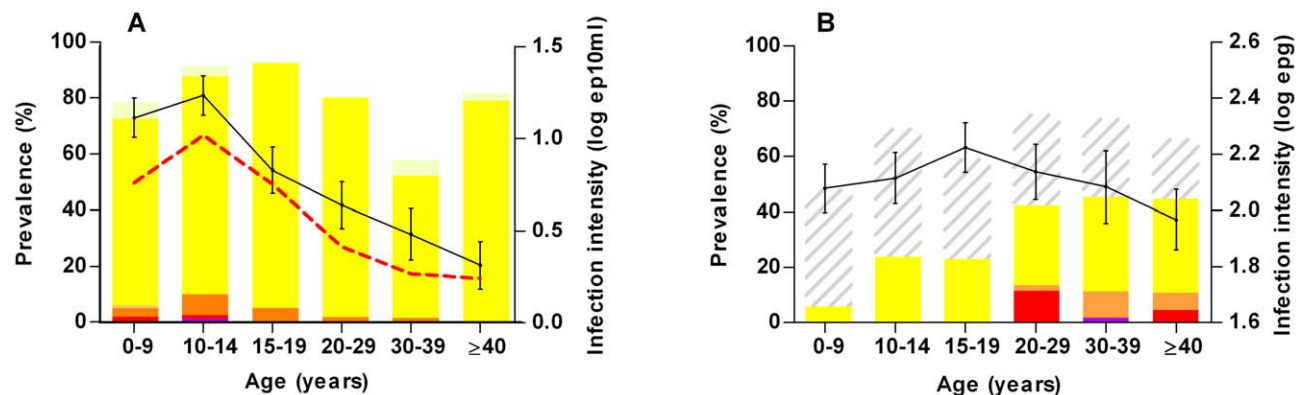 A
Prevalence (%)
100
80
60
40
20
0
0-9 10-14 15-19 20-29 30-39 ≥40
Age (years)
1.5
1.0
0.5
0.0
Infection intensity (log ep10ml)
B
Prevalence (%)
100
80
60
40
20
0
0-9 10-14 15-19 20-29 30-39 ≥40
Age (years)
2.6
2.4
2.2
2.0
1.8
1.6
Infection intensity (log epg)